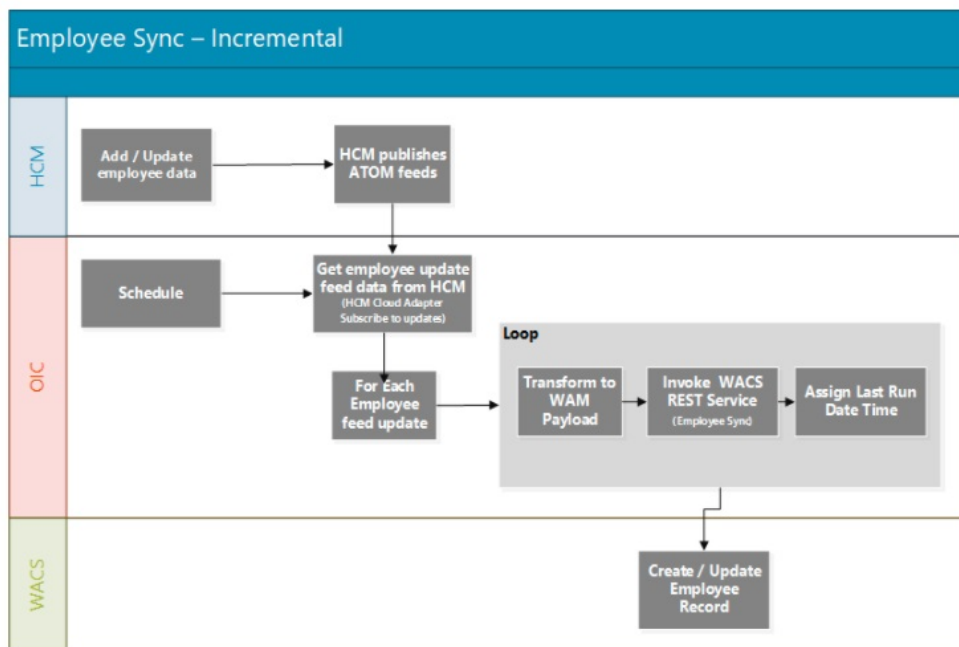 Employee Sync – Incremental
HCM
Add / Update
employee data
HCM publishes
ATOM feeds
OIC
Schedule
Get employee update
feed data from HCM
(HCM Cloud Adapter
Subscribe to updates)
For Each
Employee
feed update
Loop
Transform to
WAM
Payload
Invoke WACS
REST Service
(Employee Sync)
Assign Last Run
Date Time
WACS
Create / Update
Employee
Record